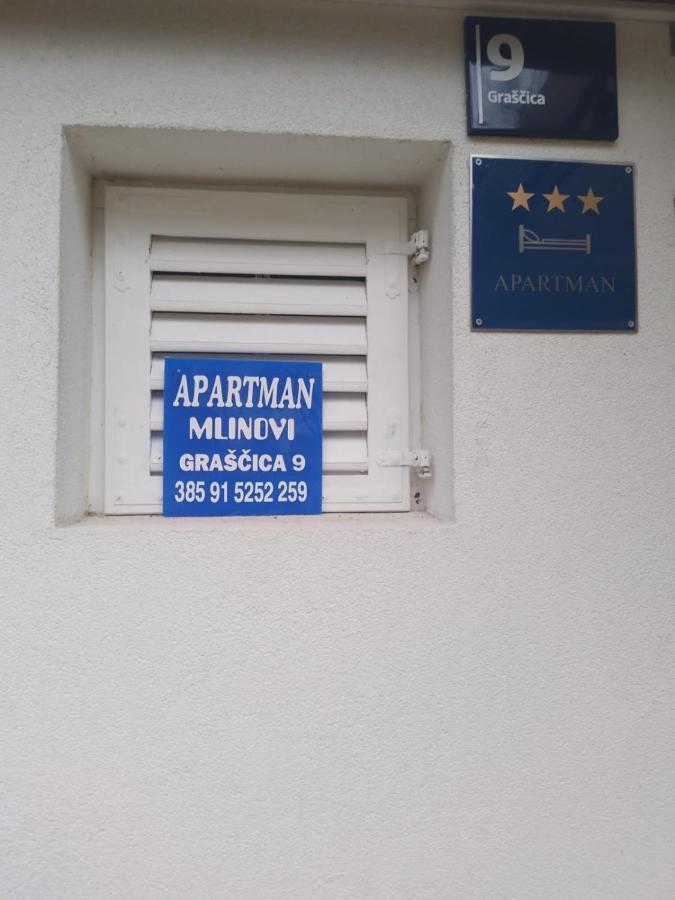 9
Graščica
APARTMAN
APARTMAN
MLINOVI
GRAŠČICA 9
385 91 5252 259